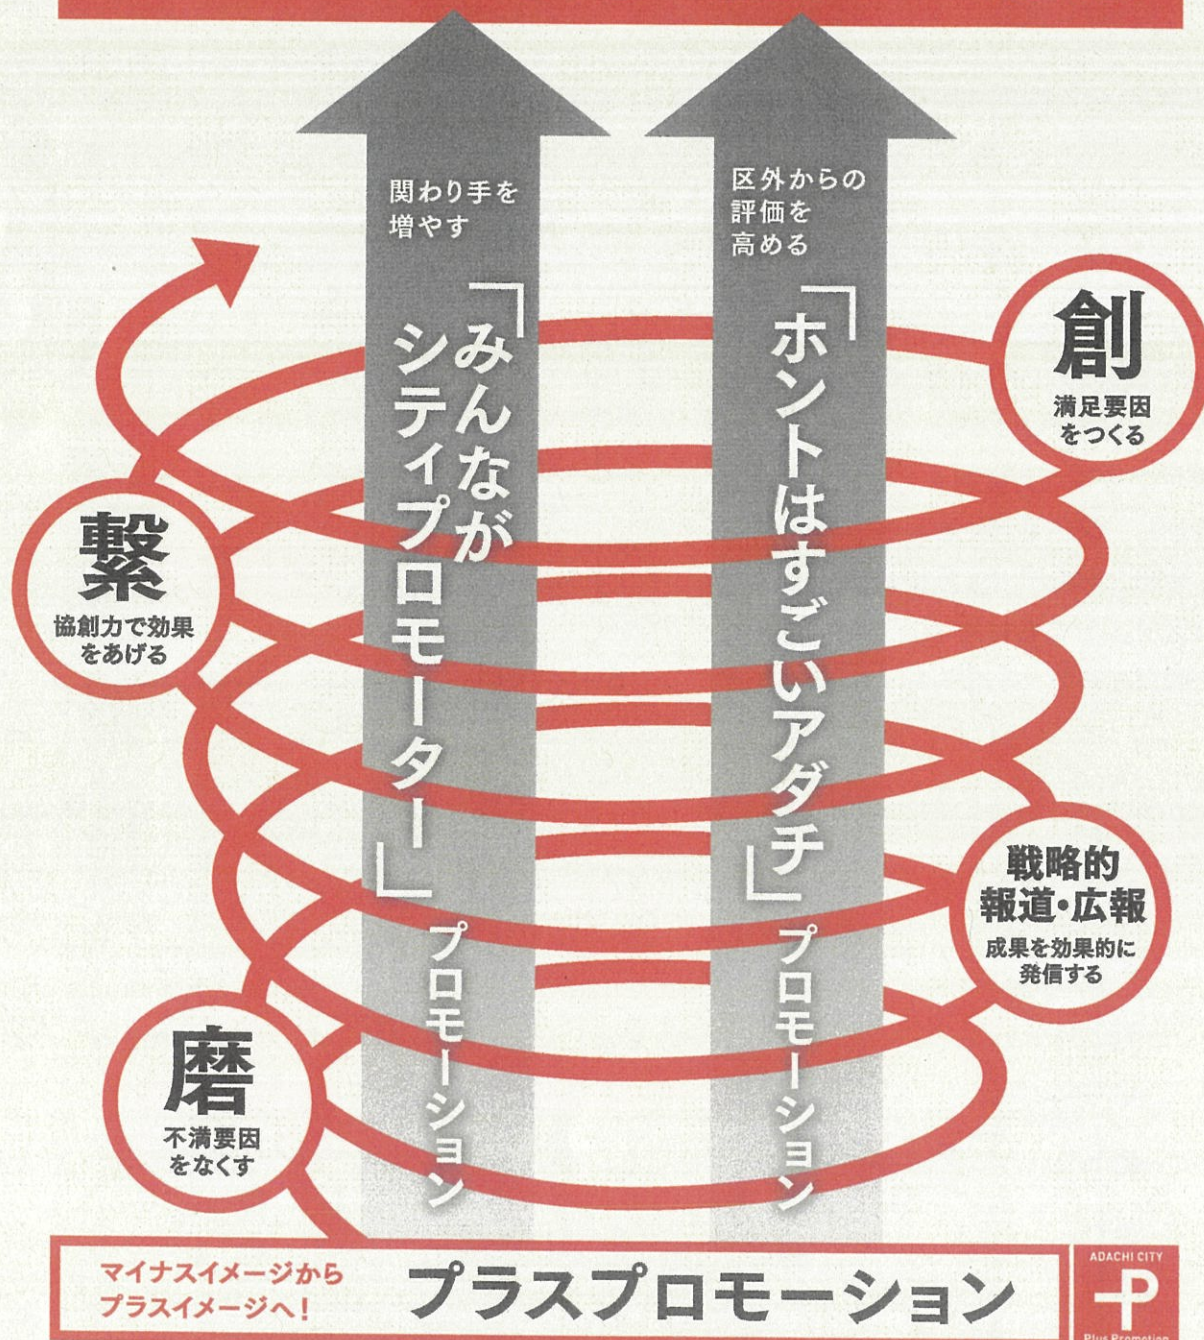 関わり手を
増やす
「みんなが
シティプロモーター」
プロモーション
区外からの
評価を
高める
「ホントはすごいアダチ」
プロモーション
創
満足要因
をつくる
繋
協創力で効果
をあげる
戦略的
報道・広報
成果を効果的に
発信する
磨
不満要因
をなくす
マイナスイメージから
プラスイメージへ!
プラスプロモーション
ADACHI CITY
P
Plus Promotion